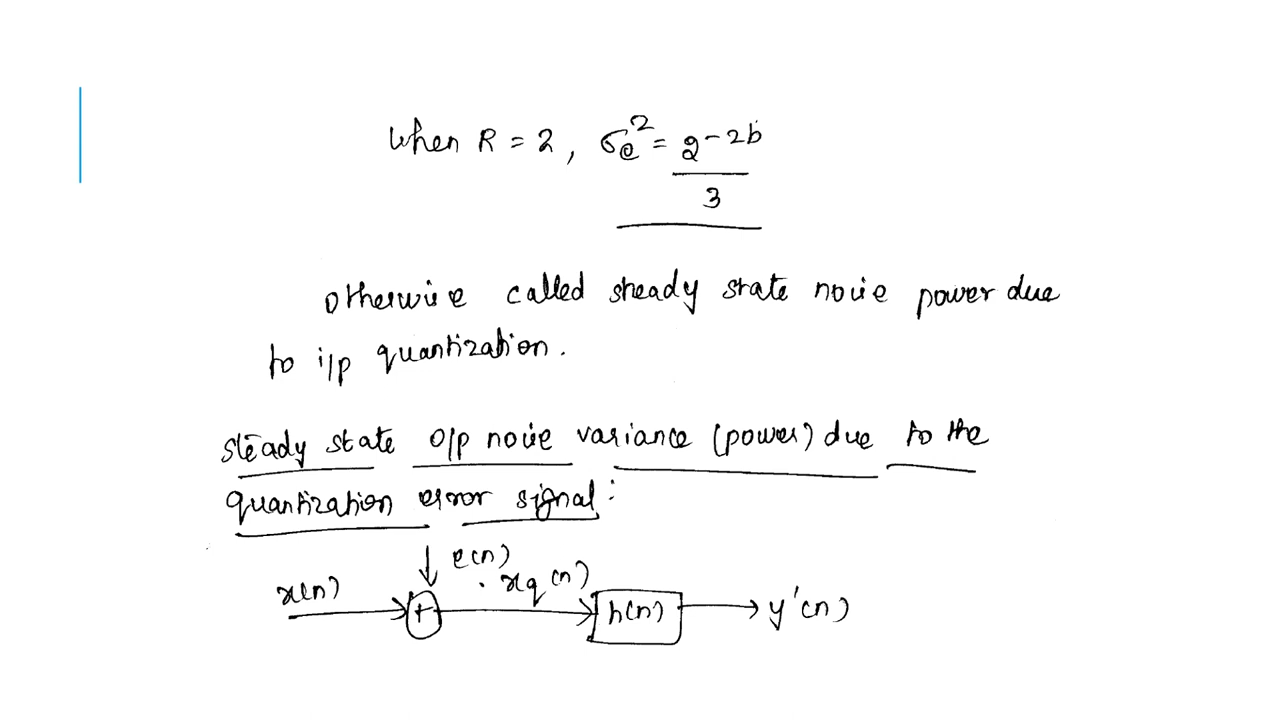 when R = 2, σe² = 2^-2b / 3
otherwise called steady state noise power due
to i/p quantization.
steady state o/p noise variance (power) due to the
quantization error signal:
e(n)
x(n) + xq(n) h(n) y'(n)